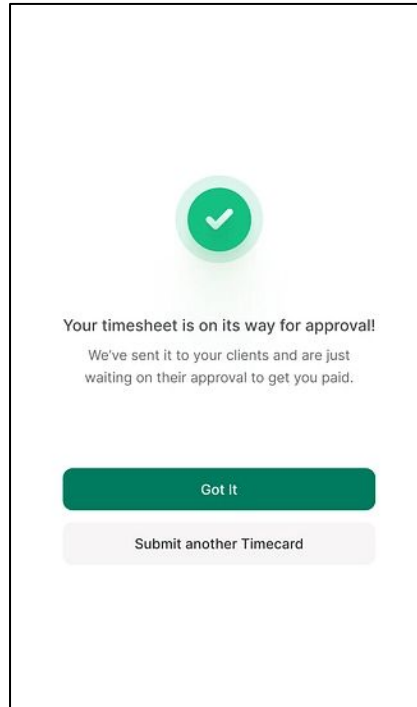 Your timesheet is on its way for approval!
We've sent it to your clients and are just
waiting on their approval to get you paid.
Got It
Submit another Timecard